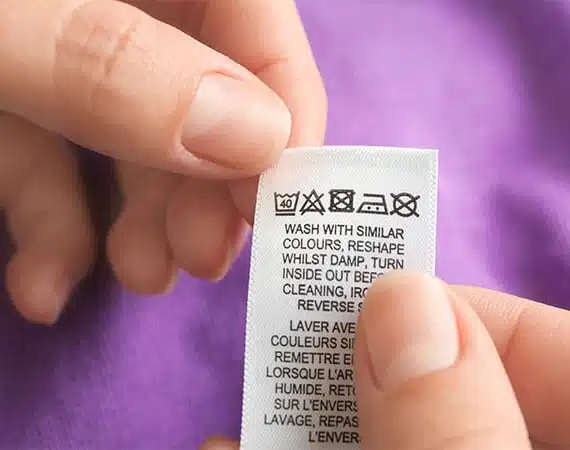 40
WASH WITH SIMILAR
COLOURS, RESHAPE
WHILST DAMP, TURN
INSIDE OUT
CLEANING,
REVERSE
LAVER
COULEURS
REMETTRE
LORSQUE
HUMIDE,
SUR L'ENVERS
LAVAGE,